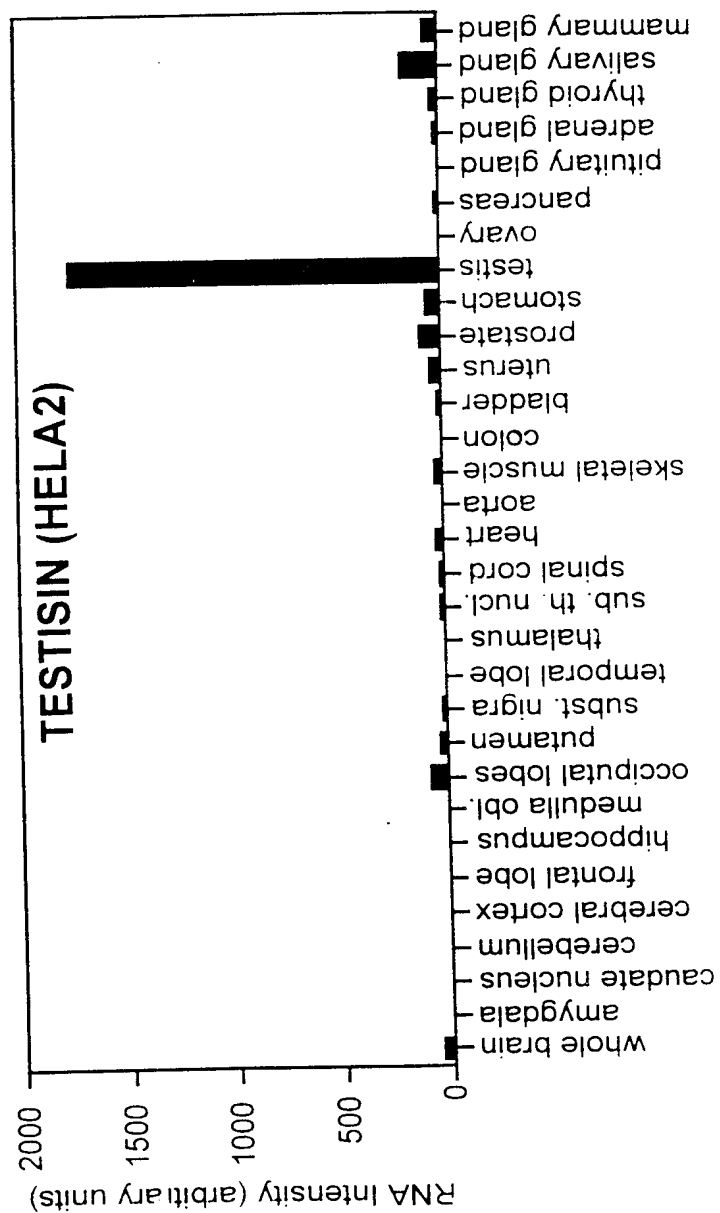 TESTISIN (HELA2)
RNA Intensity (arbitrary units)
2000
1500
1000
500
0
whole brain
amygdala
caudate nucleus
cerebellum
cerebral cortex
frontal lobe
hippocampus
medulla obl.
occiputal lobes
putamen
subst. nigra
temporal lobe
thalamus
sub. th. nucl.
spinal cord
heart
aorta
skeletal muscle
colon
bladder
uterus
prostate
stomach
testis
ovary
pancreas
pituitary gland
adrenal gland
thyroid gland
salivary gland
mammary gland